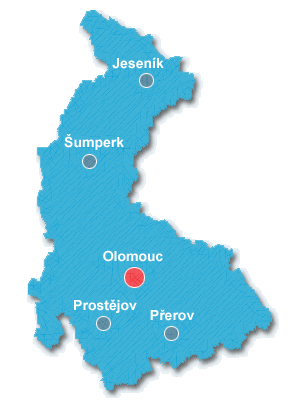 Jeseník
Šumperk
Olomouc
Prostějov
Přerov